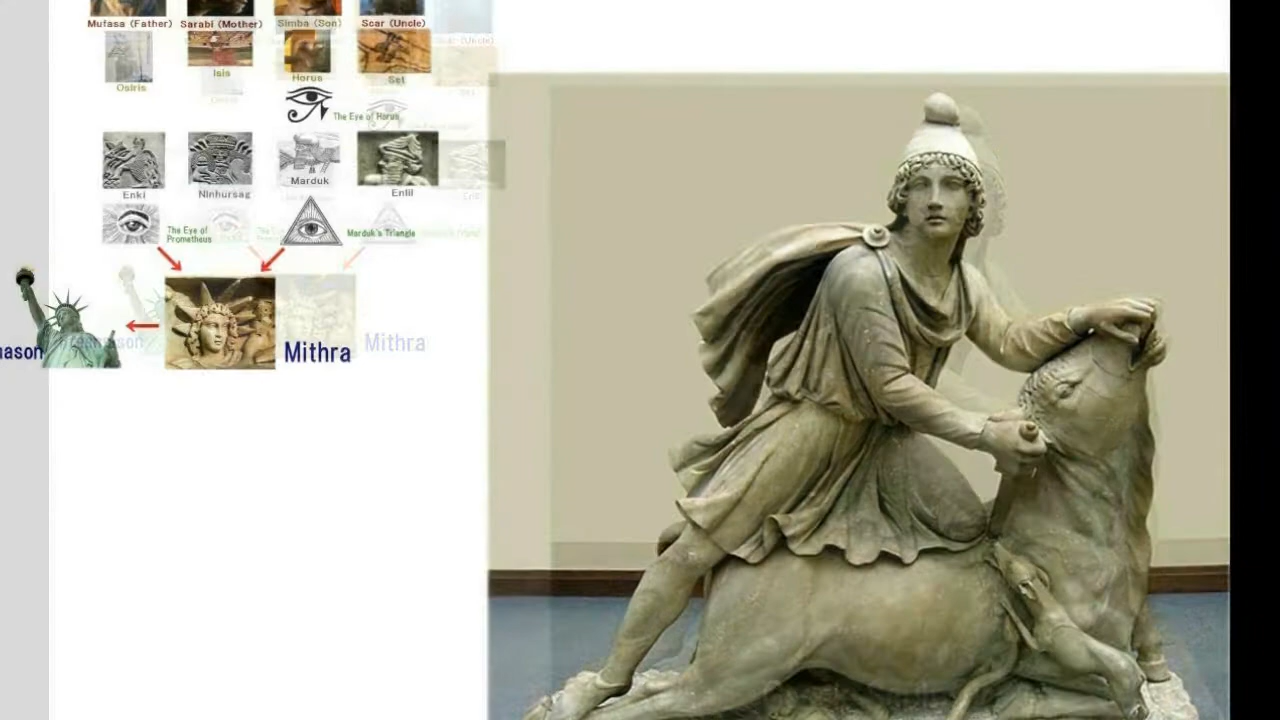 Mufasa (Father) Sarabi (Mother) Simba (Son) Scar (Uncle)
Osiris Isis Horus Set
The Eye of Horus
Enki Ninhursag Marduk Enlil
The Eye of Prometheus
Marduk's Triangle
mason Mithra Mithra